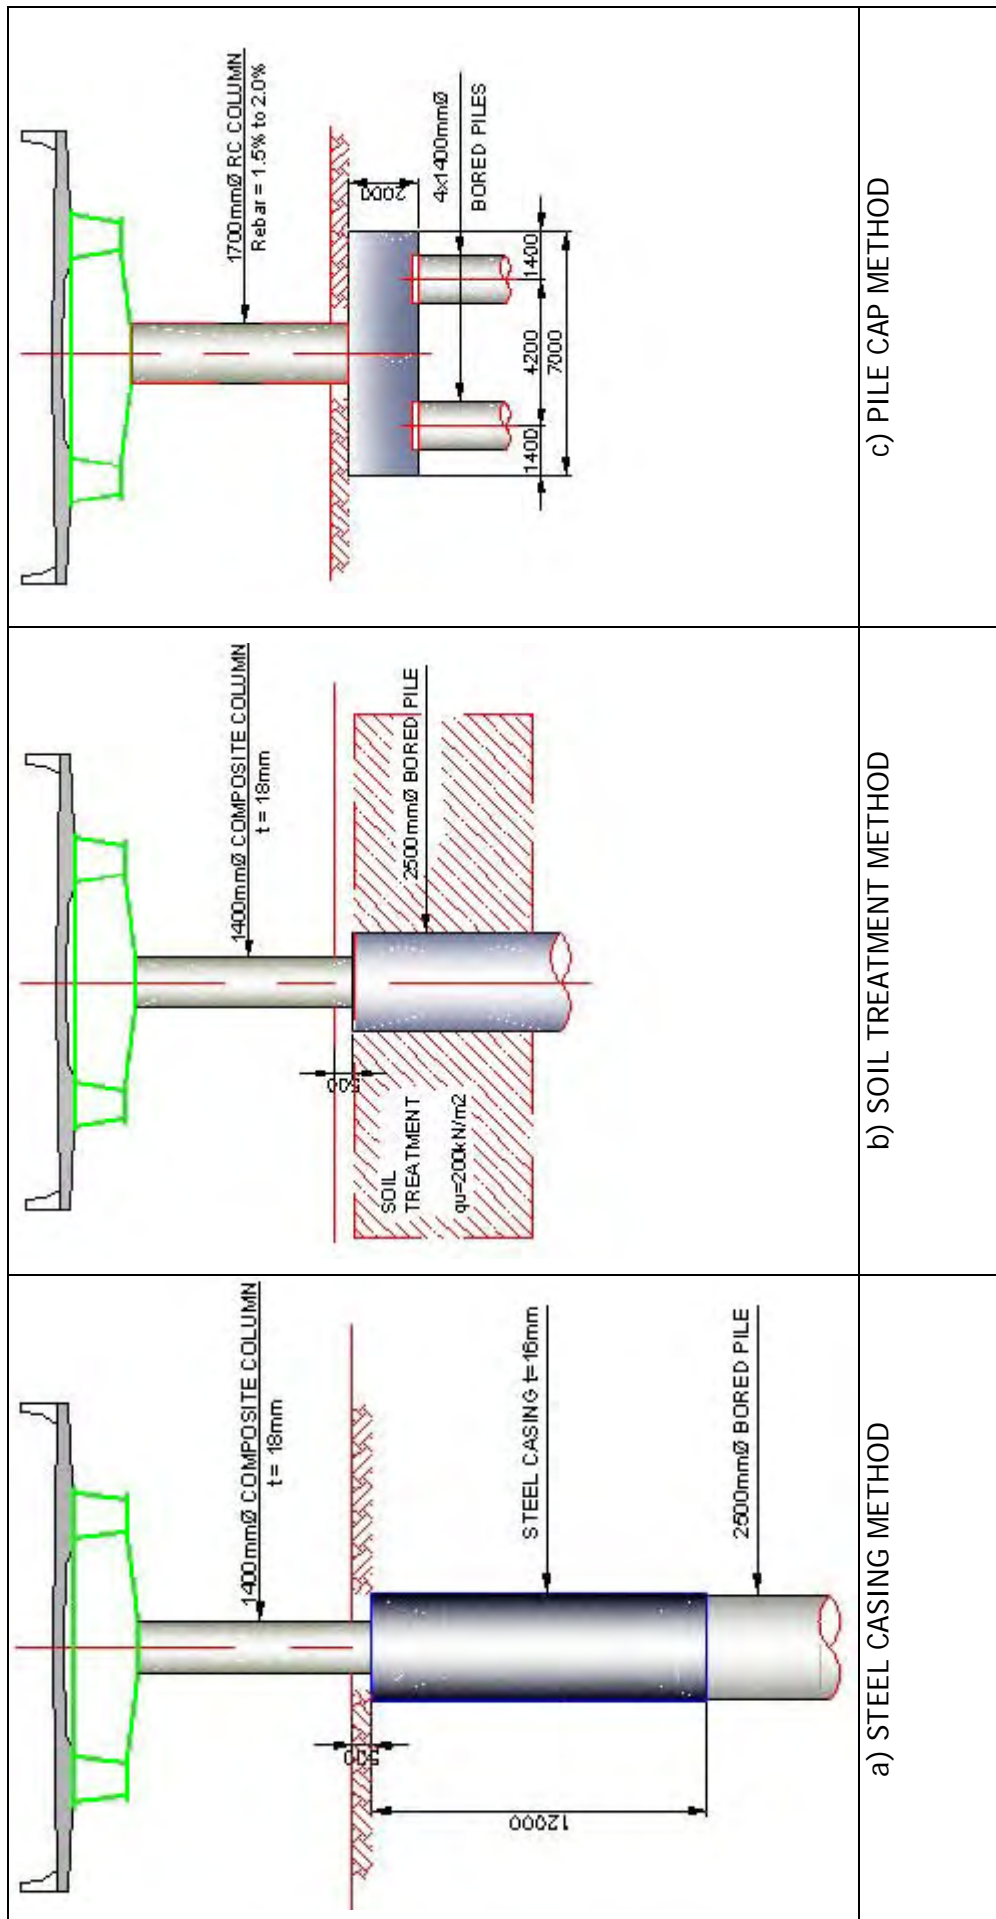 1400mmØ COMPOSITE COLUMN
t = 18mm
500
STEEL CASING t=16mm
12000
2500mmØ BORED PILE
a) STEEL CASING METHOD
1400mmØ COMPOSITE COLUMN
t = 18mm
500
2500mmØ BORED PILE
SOIL
TREATMENT
qu=200kN/m2
b) SOIL TREATMENT METHOD
1700mmØ RC COLUMN
Rebar = 1.5% to 2.0%
2000
4x1400mmØ
BORED PILES
1400
4200
1400
7000
c) PILE CAP METHOD